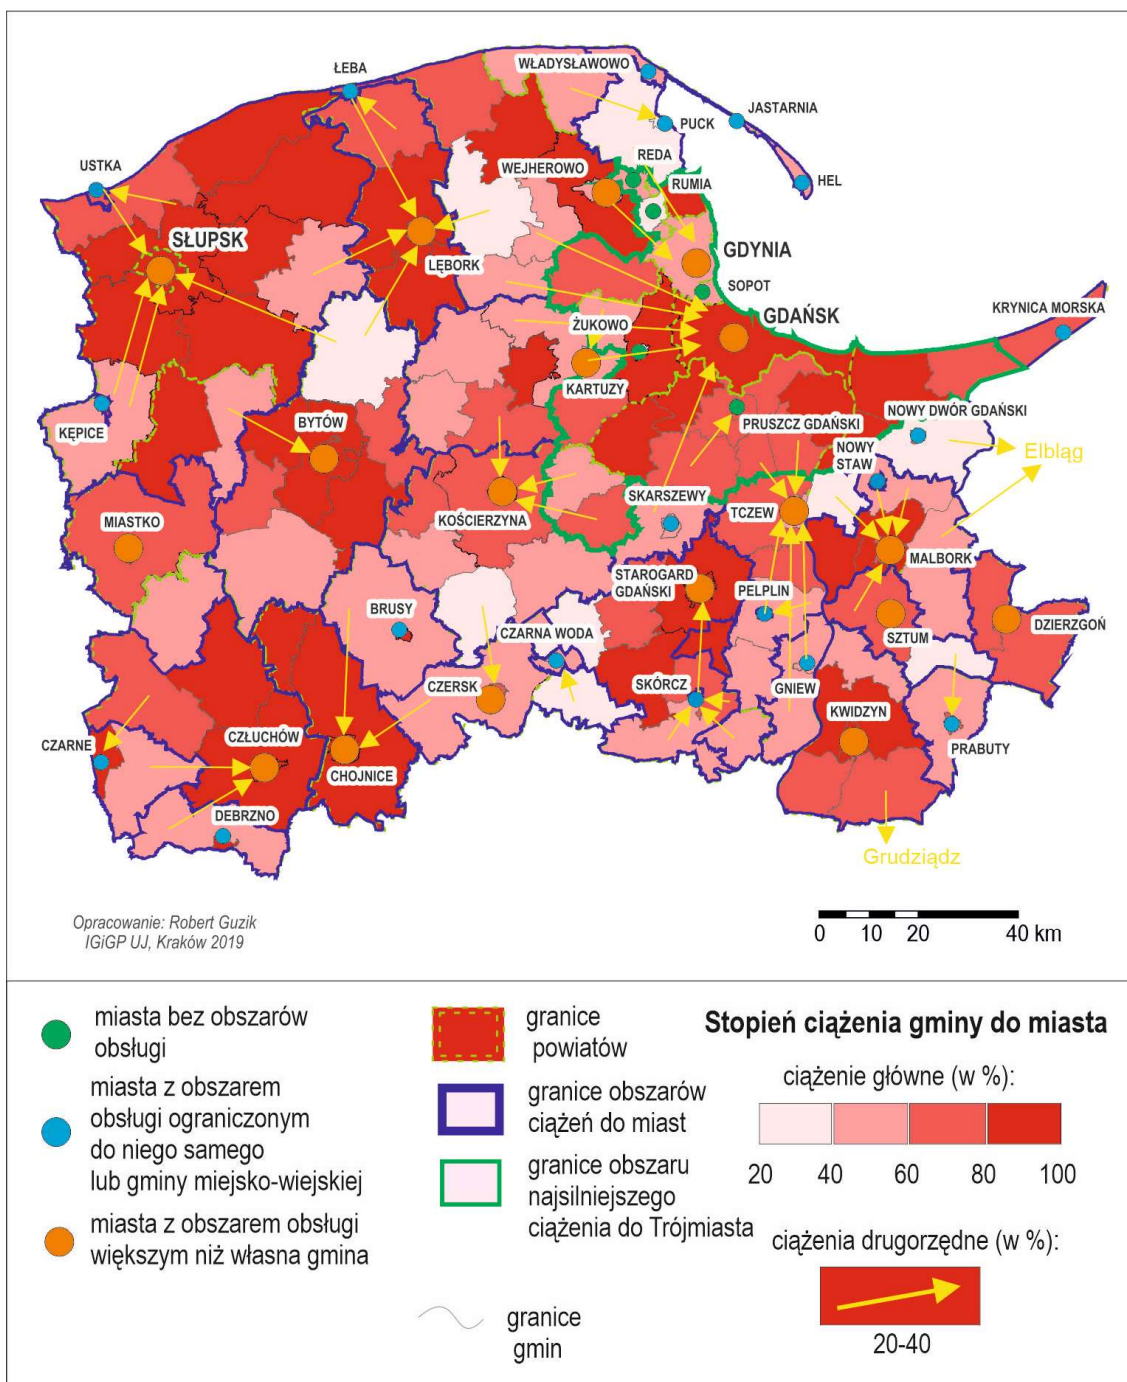 ŁEBA
WŁADYSŁAWOWO
JASTARNIA
PUCK
REDA
USTKA
WEJHEROWO
RUMIA
HEL
SŁUPSK
GDYNIA
LĘBORK
SOPOT
GDAŃSK
KRYNICA MORSKA
ŻUKOWO
KARTUZY
NOWY DWÓR GDAŃSKI
PRUSZCZ GDAŃSKI
KĘPICE
BYTÓW
NOWY
STAW
Elbląg
SKARSZEWY
MIASTKO
KOŚCIERZYNA
TCZEW
MALBORK
STAROGARD
GDAŃSKI
PELPLIN
BRUSY
CZARNA WODA
SZTUM
DZIERZGOŃ
CZERSK
SKÓRCZ
GNIEW
KWIDZYN
CZARNE
CZŁUCHÓW
CHOJNICE
PRABUTY
DEBRZNO
Grudziądz
Opracowanie: Robert Guzik
IGiGP UJ, Kraków 2019
0 10 20 40 km
miasta bez obszarów
obsługi
miasta z obszarem
obsługi ograniczonym
do niego samego
lub gminy miejsko-wiejskiej
miasta z obszarem obsługi
większym niż własna gmina
granice
powiatów
granice obszarów
ciążeń do miast
granice obszaru
najsilniejszego
ciążenia do Trójmiasta
granice
gmin
Stopień ciążenia gminy do miasta
ciążenie główne (w %):
20 40 60 80 100
ciążenia drugorzędne (w %):
20-40